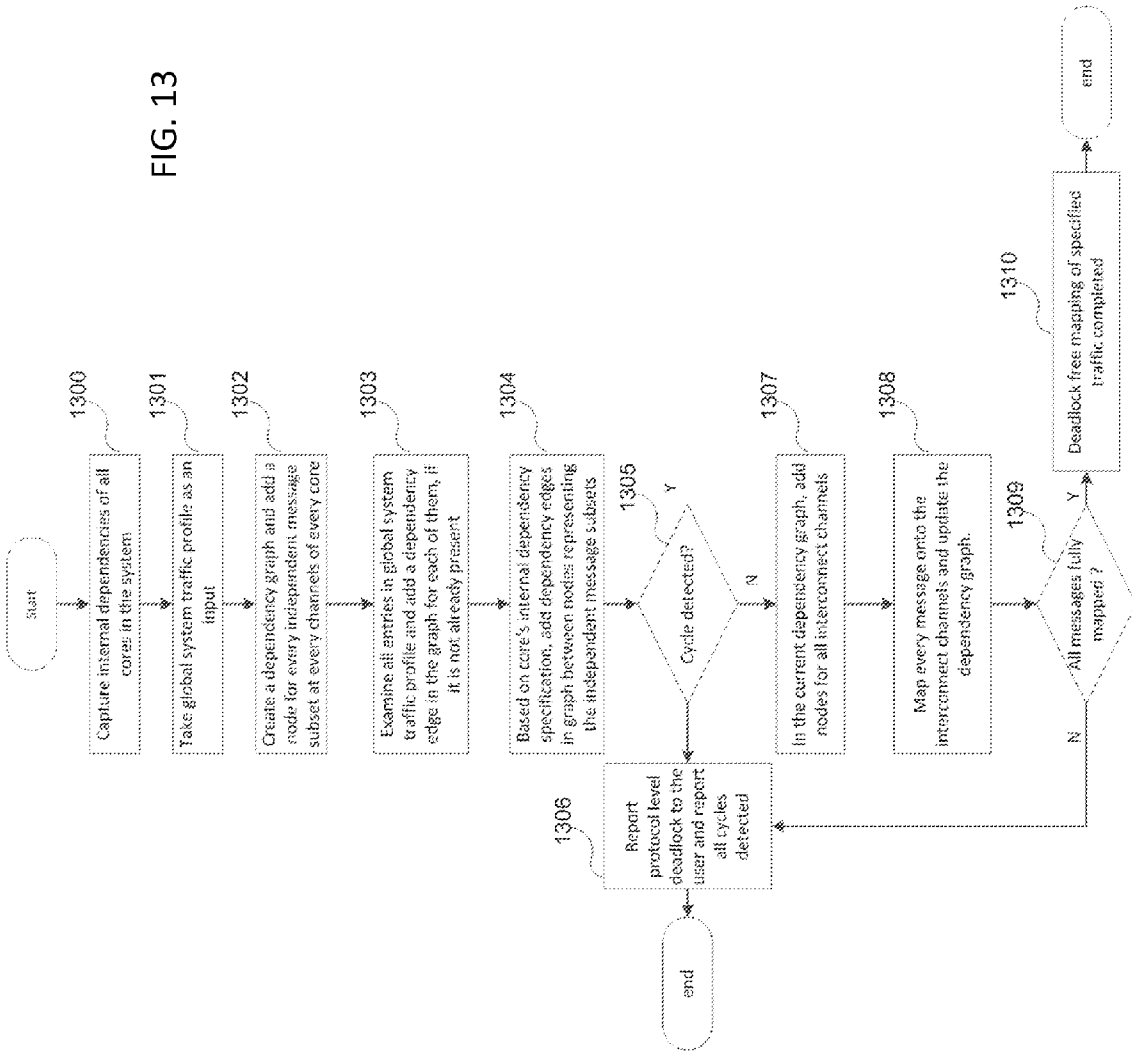 FIG. 13
Start
1300
Capture internal dependencies of all
cores in the system
1301
Take global system traffic profile as an
input
1302
Create a dependency graph and add a
node for every independent message
subset at every channels of every core
1303
Examine all entries in global system
traffic profile and add a dependency
edge in the graph for each of them, if
it is not already present
1304
Based on core's internal dependency
specification, add dependency edges
in graph between nodes representing
the independent message subsets
1305
Cycle detected?
Y
N
1306
Report
protocol level
deadlock to the
user and report
all cycles
detected
end
1307
In the current dependency graph, add
nodes for all interconnect channels
1308
Map every message onto the
interconnect channels and update the
dependency graph.
1309
All messages fully
mapped ?
N
Y
1310
Deadlock free mapping of specified
traffic completed
end